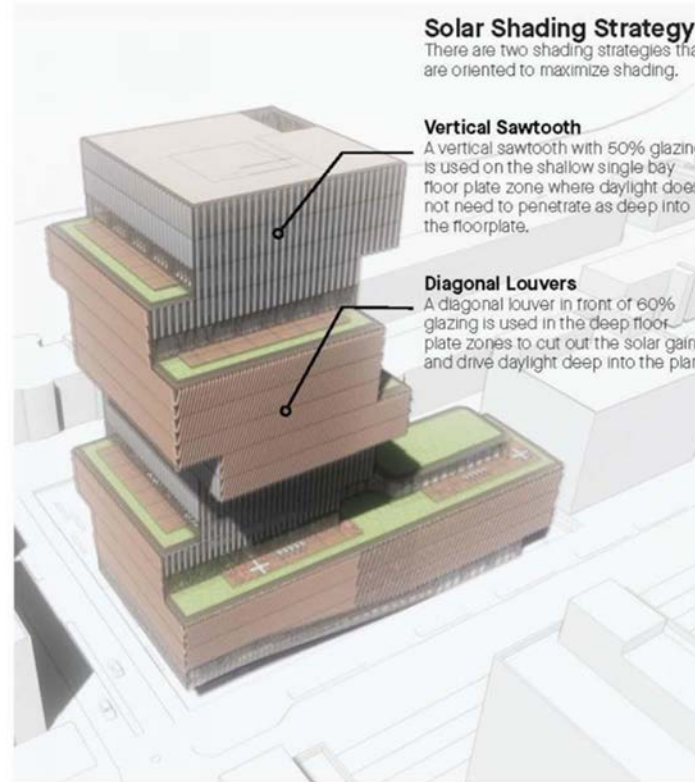 Solar Shading Strategy
There are two shading strategies tha
are oriented to maximize shading.
Vertical Sawtooth
A vertical sawtooth with 50% glazing
is used on the shallow single bay
floor plate zone where daylight does
not need to penetrate as deep into
the floorplate.
Diagonal Louvers
A diagonal louver in front of 60%
glazing is used in the deep floor
plate zones to cut out the solar gain
and drive daylight deep into the plan